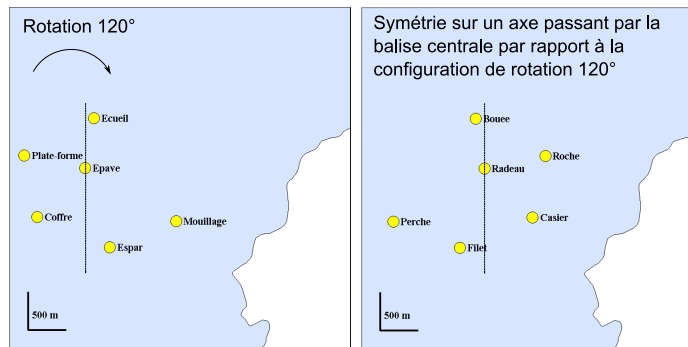 Rotation 120°
Ecueil
Plate-forme
Epave
Coffre
Mouillage
Espar
500 m
Symétrie sur un axe passant par la
balise centrale par rapport à la
configuration de rotation 120°
Bouee
Roche
Radeau
Perche
Casier
Filet
500 m